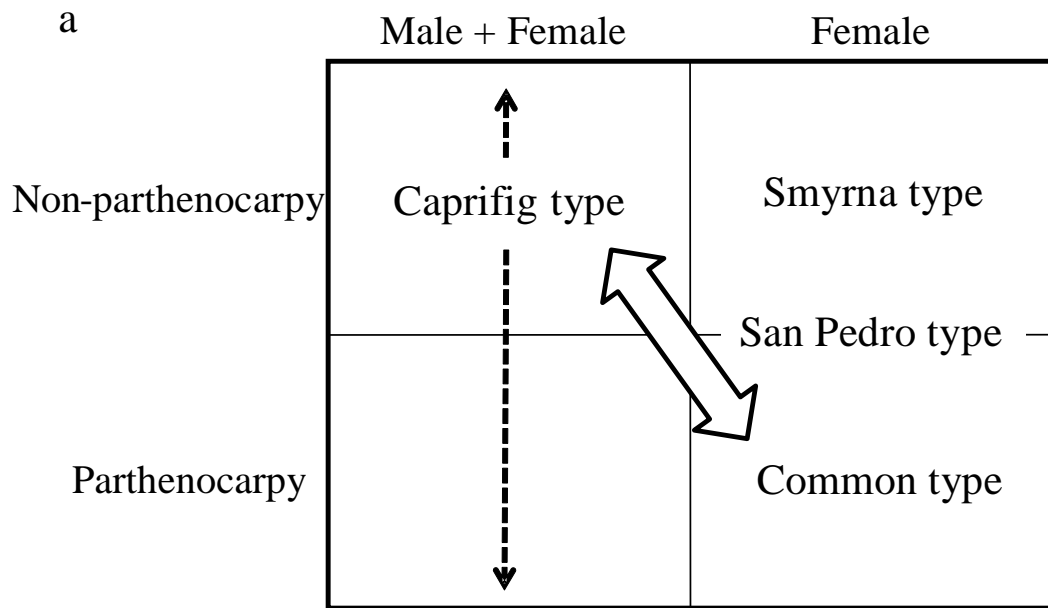 a
Male + Female
Female
Non-parthenocarpy
Caprifig type
Smyrna type
San Pedro type
Parthenocarpy
Common type